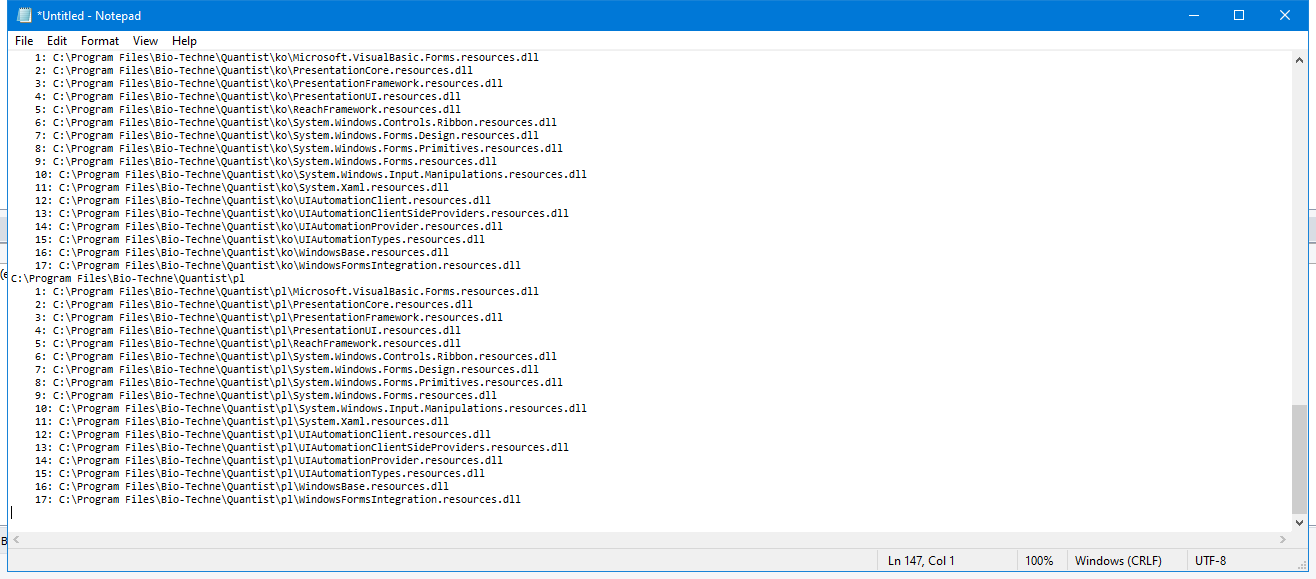 *Untitled - Notepad
File Edit Format View Help
1: C:\Program Files\Bio-Techne\Quantist\ko\Microsoft.VisualBasic.Forms.resources.dll
2: C:\Program Files\Bio-Techne\Quantist\ko\PresentationCore.resources.dll
3: C:\Program Files\Bio-Techne\Quantist\ko\PresentationFramework.resources.dll
4: C:\Program Files\Bio-Techne\Quantist\ko\PresentationUI.resources.dll
5: C:\Program Files\Bio-Techne\Quantist\ko\ReachFramework.resources.dll
6: C:\Program Files\Bio-Techne\Quantist\ko\System.Windows.Controls.Ribbon.resources.dll
7: C:\Program Files\Bio-Techne\Quantist\ko\System.Windows.Forms.Design.resources.dll
8: C:\Program Files\Bio-Techne\Quantist\ko\System.Windows.Forms.Primitives.resources.dll
9: C:\Program Files\Bio-Techne\Quantist\ko\System.Windows.Forms.resources.dll
10: C:\Program Files\Bio-Techne\Quantist\ko\System.Windows.Input.Manipulations.resources.dll
11: C:\Program Files\Bio-Techne\Quantist\ko\System.Xaml.resources.dll
12: C:\Program Files\Bio-Techne\Quantist\ko\UIAutomationClient.resources.dll
13: C:\Program Files\Bio-Techne\Quantist\ko\UIAutomationClientSideProviders.resources.dll
14: C:\Program Files\Bio-Techne\Quantist\ko\UIAutomationProvider.resources.dll
15: C:\Program Files\Bio-Techne\Quantist\ko\UIAutomationTypes.resources.dll
16: C:\Program Files\Bio-Techne\Quantist\ko\WindowsBase.resources.dll
17: C:\Program Files\Bio-Techne\Quantist\ko\WindowsFormsIntegration.resources.dll
C:\Program Files\Bio-Techne\Quantist\pl
1: C:\Program Files\Bio-Techne\Quantist\pl\Microsoft.VisualBasic.Forms.resources.dll
2: C:\Program Files\Bio-Techne\Quantist\pl\PresentationCore.resources.dll
3: C:\Program Files\Bio-Techne\Quantist\pl\PresentationFramework.resources.dll
4: C:\Program Files\Bio-Techne\Quantist\pl\PresentationUI.resources.dll
5: C:\Program Files\Bio-Techne\Quantist\pl\ReachFramework.resources.dll
6: C:\Program Files\Bio-Techne\Quantist\pl\System.Windows.Controls.Ribbon.resources.dll
7: C:\Program Files\Bio-Techne\Quantist\pl\System.Windows.Forms.Design.resources.dll
8: C:\Program Files\Bio-Techne\Quantist\pl\System.Windows.Forms.Primitives.resources.dll
9: C:\Program Files\Bio-Techne\Quantist\pl\System.Windows.Forms.resources.dll
10: C:\Program Files\Bio-Techne\Quantist\pl\System.Windows.Input.Manipulations.resources.dll
11: C:\Program Files\Bio-Techne\Quantist\pl\System.Xaml.resources.dll
12: C:\Program Files\Bio-Techne\Quantist\pl\UIAutomationClient.resources.dll
13: C:\Program Files\Bio-Techne\Quantist\pl\UIAutomationClientSideProviders.resources.dll
14: C:\Program Files\Bio-Techne\Quantist\pl\UIAutomationProvider.resources.dll
15: C:\Program Files\Bio-Techne\Quantist\pl\UIAutomationTypes.resources.dll
16: C:\Program Files\Bio-Techne\Quantist\pl\WindowsBase.resources.dll
17: C:\Program Files\Bio-Techne\Quantist\pl\WindowsFormsIntegration.resources.dll
Ln 147, Col 1 100% Windows (CRLF) UTF-8